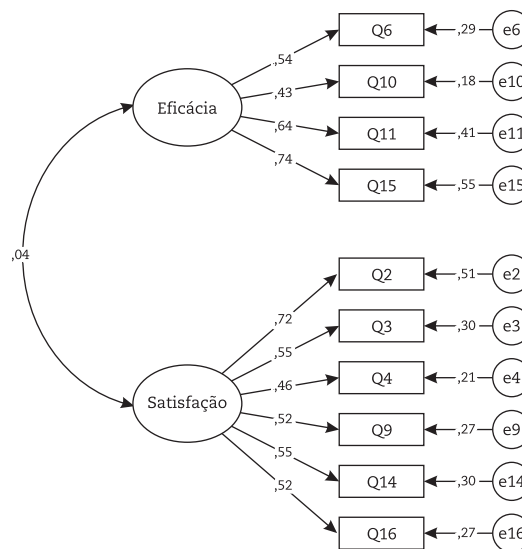 Eficácia
,54
Q6
,29
e6
,43
Q10
,18
e10
,64
Q11
,41
e11
,74
Q15
,55
e15
,04
Satisfação
,72
Q2
,51
e2
,55
Q3
,30
e3
,46
Q4
,21
e4
,52
Q9
,27
e9
,55
Q14
,30
e14
,52
Q16
,27
e16